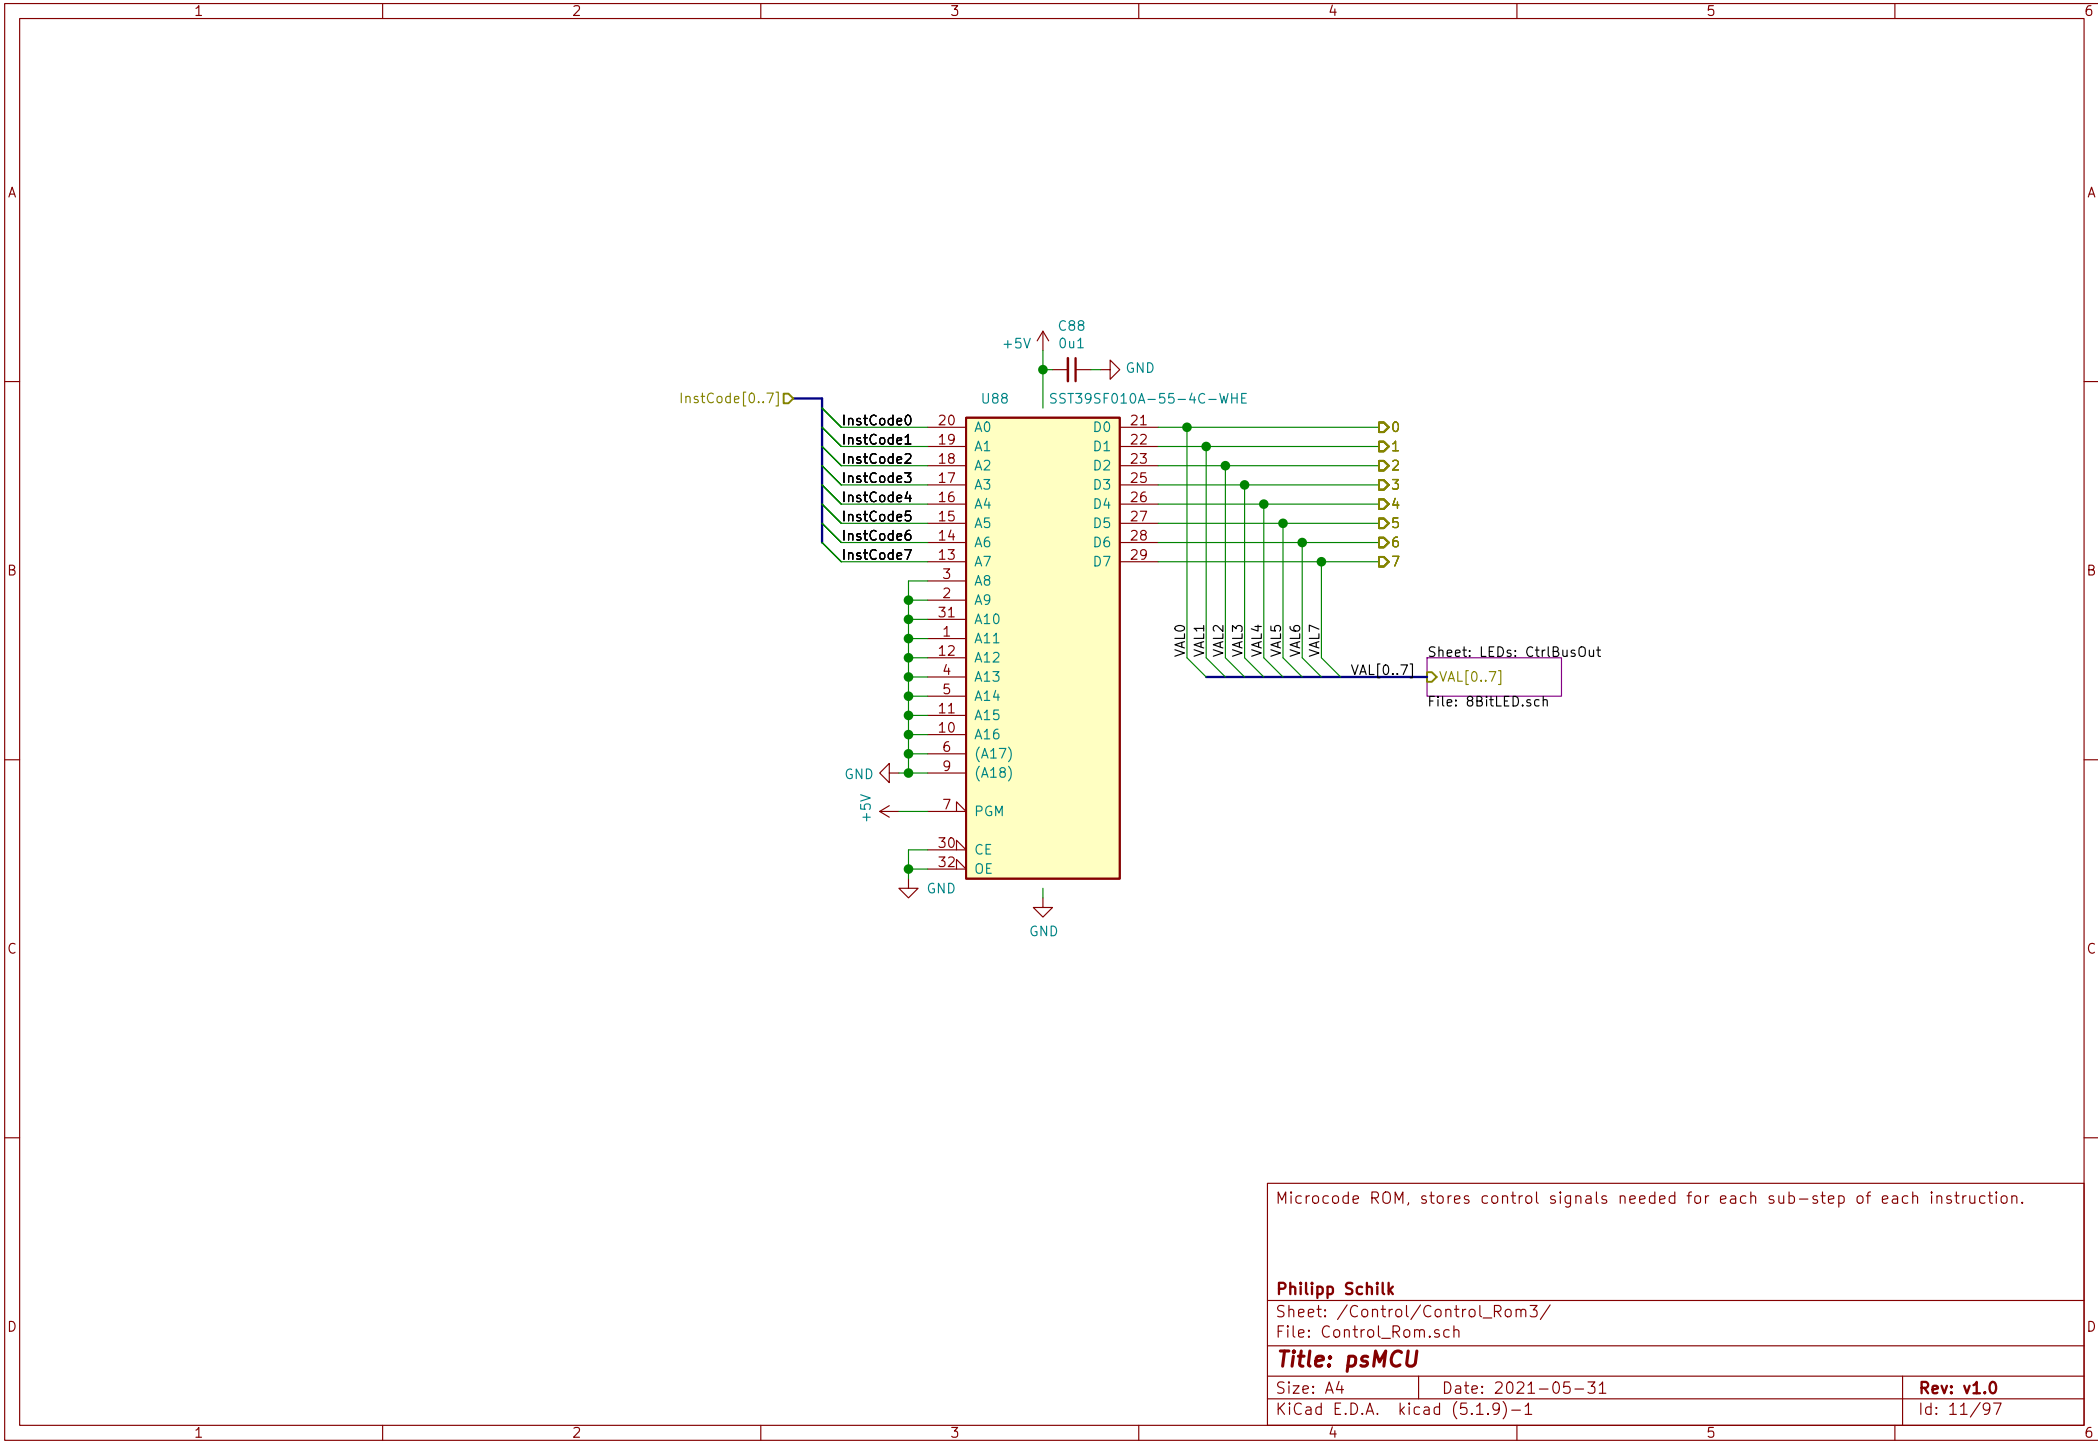 1 2 3 4 5 6
A A
C88
+5V 0u1
GND
InstCode[0..7] U88 SST39SF010A-55-4C-WHE
InstCode0 20 A0 D0 21 0
InstCode1 19 A1 D1 22 1
InstCode2 18 A2 D2 23 2
InstCode3 17 A3 D3 25 3
InstCode4 16 A4 D4 26 4
InstCode5 15 A5 D5 27 5
InstCode6 14 A6 D6 28 6
InstCode7 13 A7 D7 29 7
B B
3 A8
2 A9
31 A10
1 A11
12 A12
4 A13
5 A14
11 A15
10 A16
6 (A17)
GND 9 (A18)
VAL0 VAL1 VAL2 VAL3 VAL4 VAL5 VAL6 VAL7
Sheet: LEDs: CtrlBusOut
VAL[0..7] VAL[0..7]
File: 8BitLED.sch
+5V 7 PGM
30 CE
32 OE
GND
GND
C C
Microcode ROM, stores control signals needed for each sub-step of each instruction.
Philipp Schilk
Sheet: /Control/Control_Rom3/
File: Control_Rom.sch
D D
Title: psMCU
Size: A4 Date: 2021-05-31 Rev: v1.0
KiCad E.D.A. kicad (5.1.9)-1 Id: 11/97
1 2 3 4 5 6